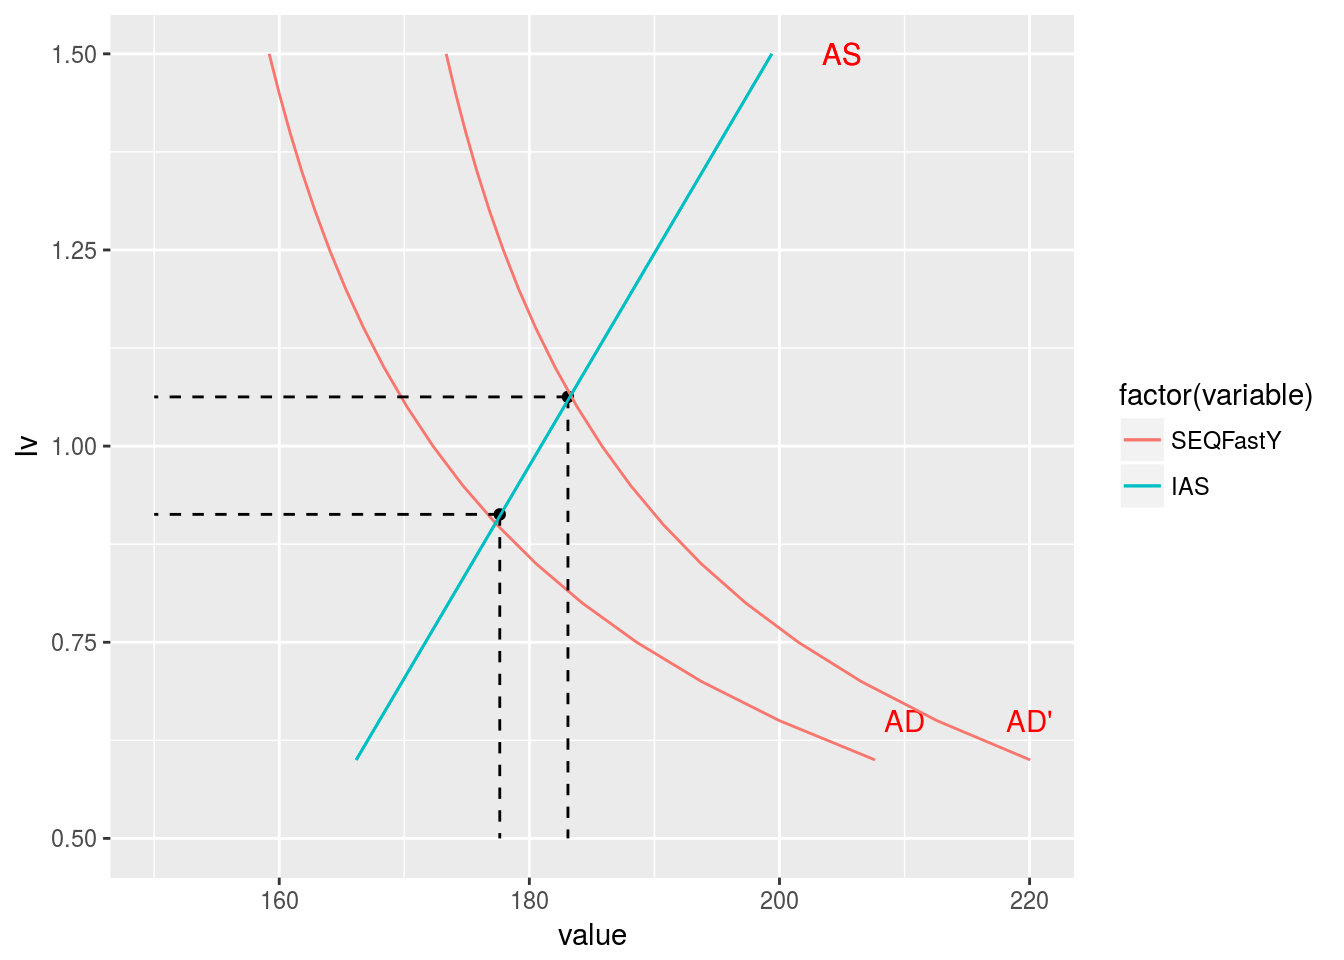 1.50
1.25
1.00
0.75
0.50
lv
AS
AD
AD'
160
180
200
220
value
factor(variable)
SEQFastY
IAS